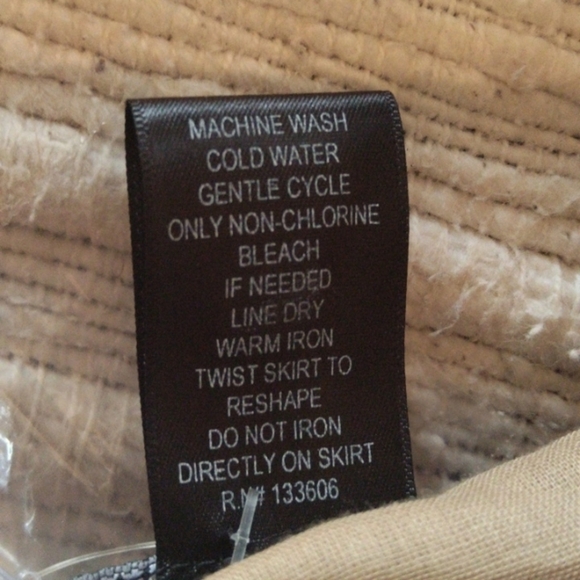 MACHINE WASH
COLD WATER
GENTLE CYCLE
ONLY NON-CHLORINE
BLEACH
IF NEEDED
LINE DRY
WARM IRON
TWIST SKIRT TO
RESHAPE
DO NOT IRON
DIRECTLY ON SKIRT
R.N# 133606